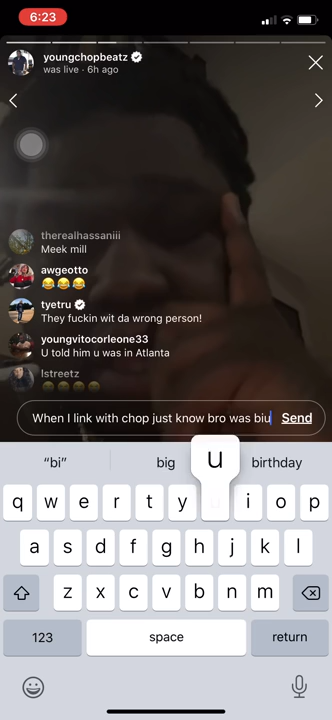 6:23
youngchopbeatz
was live · 6h ago
therealhassaniii
Meek mill
awgeotto
😂😂😂
tyetru
They fuckin wit da wrong person!
youngvitocorleone33
U told him u was in Atlanta
lstreetz
When I link with chop just know bro was biu Send
“bi” big birthday
u
q w e r t y u i o p
a s d f g h j k l
z x c v b n m
123 space return